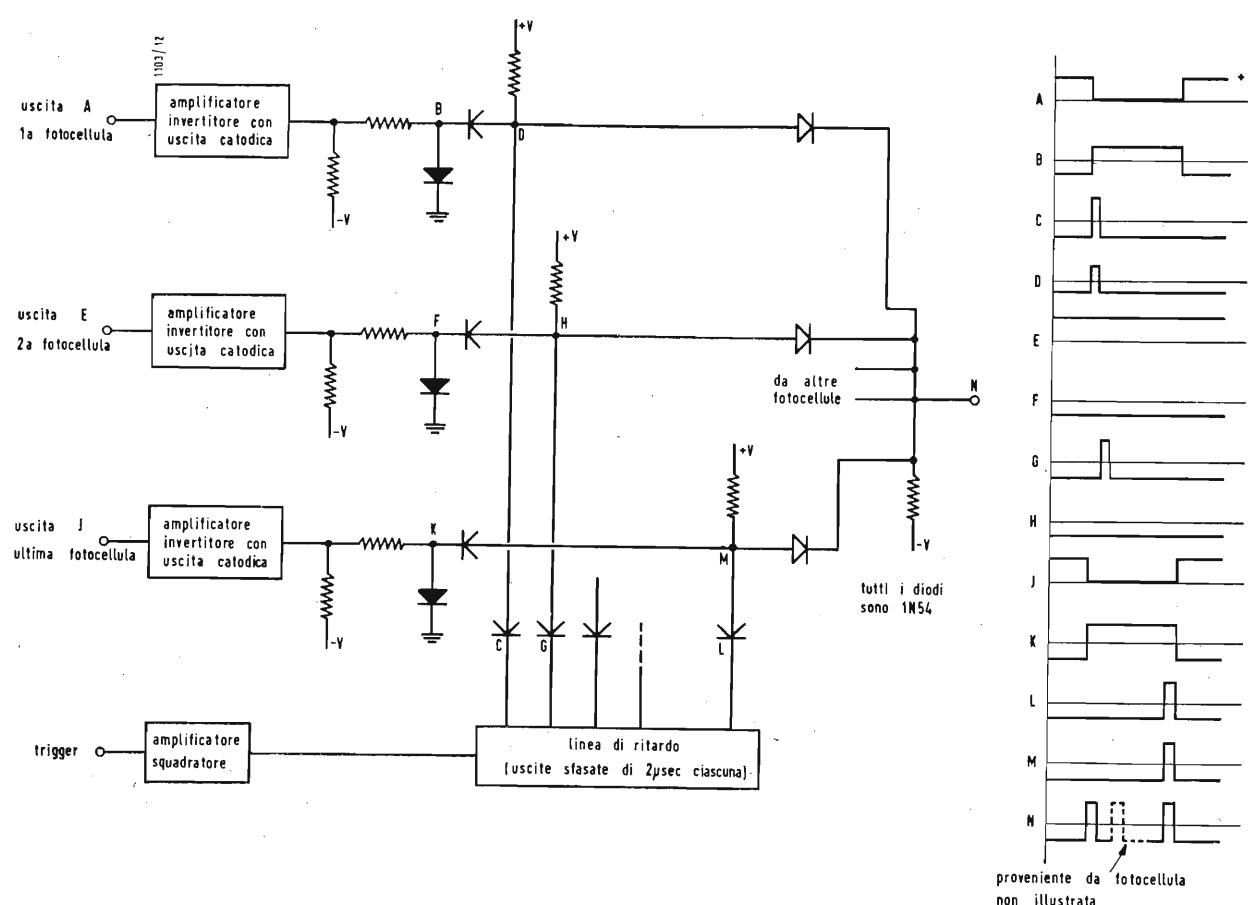 1103/12
+V
uscita A
1a fotocellula
amplificatore
invertitore con
uscita catodica
B
D
-V
+V
uscita E
2a fotocellula
amplificatore
invertitore con
uscita catodica
F
H
-V
da altre
fotocellule
N
+V
uscita J
ultima fotocellula
amplificatore
invertitore con
uscita catodica
K
M
-V
-V
tutti i diodi
sono 1N54
C
G
L
trigger
amplificatore
squadratore
linea di ritardo
(uscite sfasate di 2µsec ciascuna)
+
A
B
C
D
E
F
G
H
J
K
L
M
N
proveniente da fotocellula
non illustrata